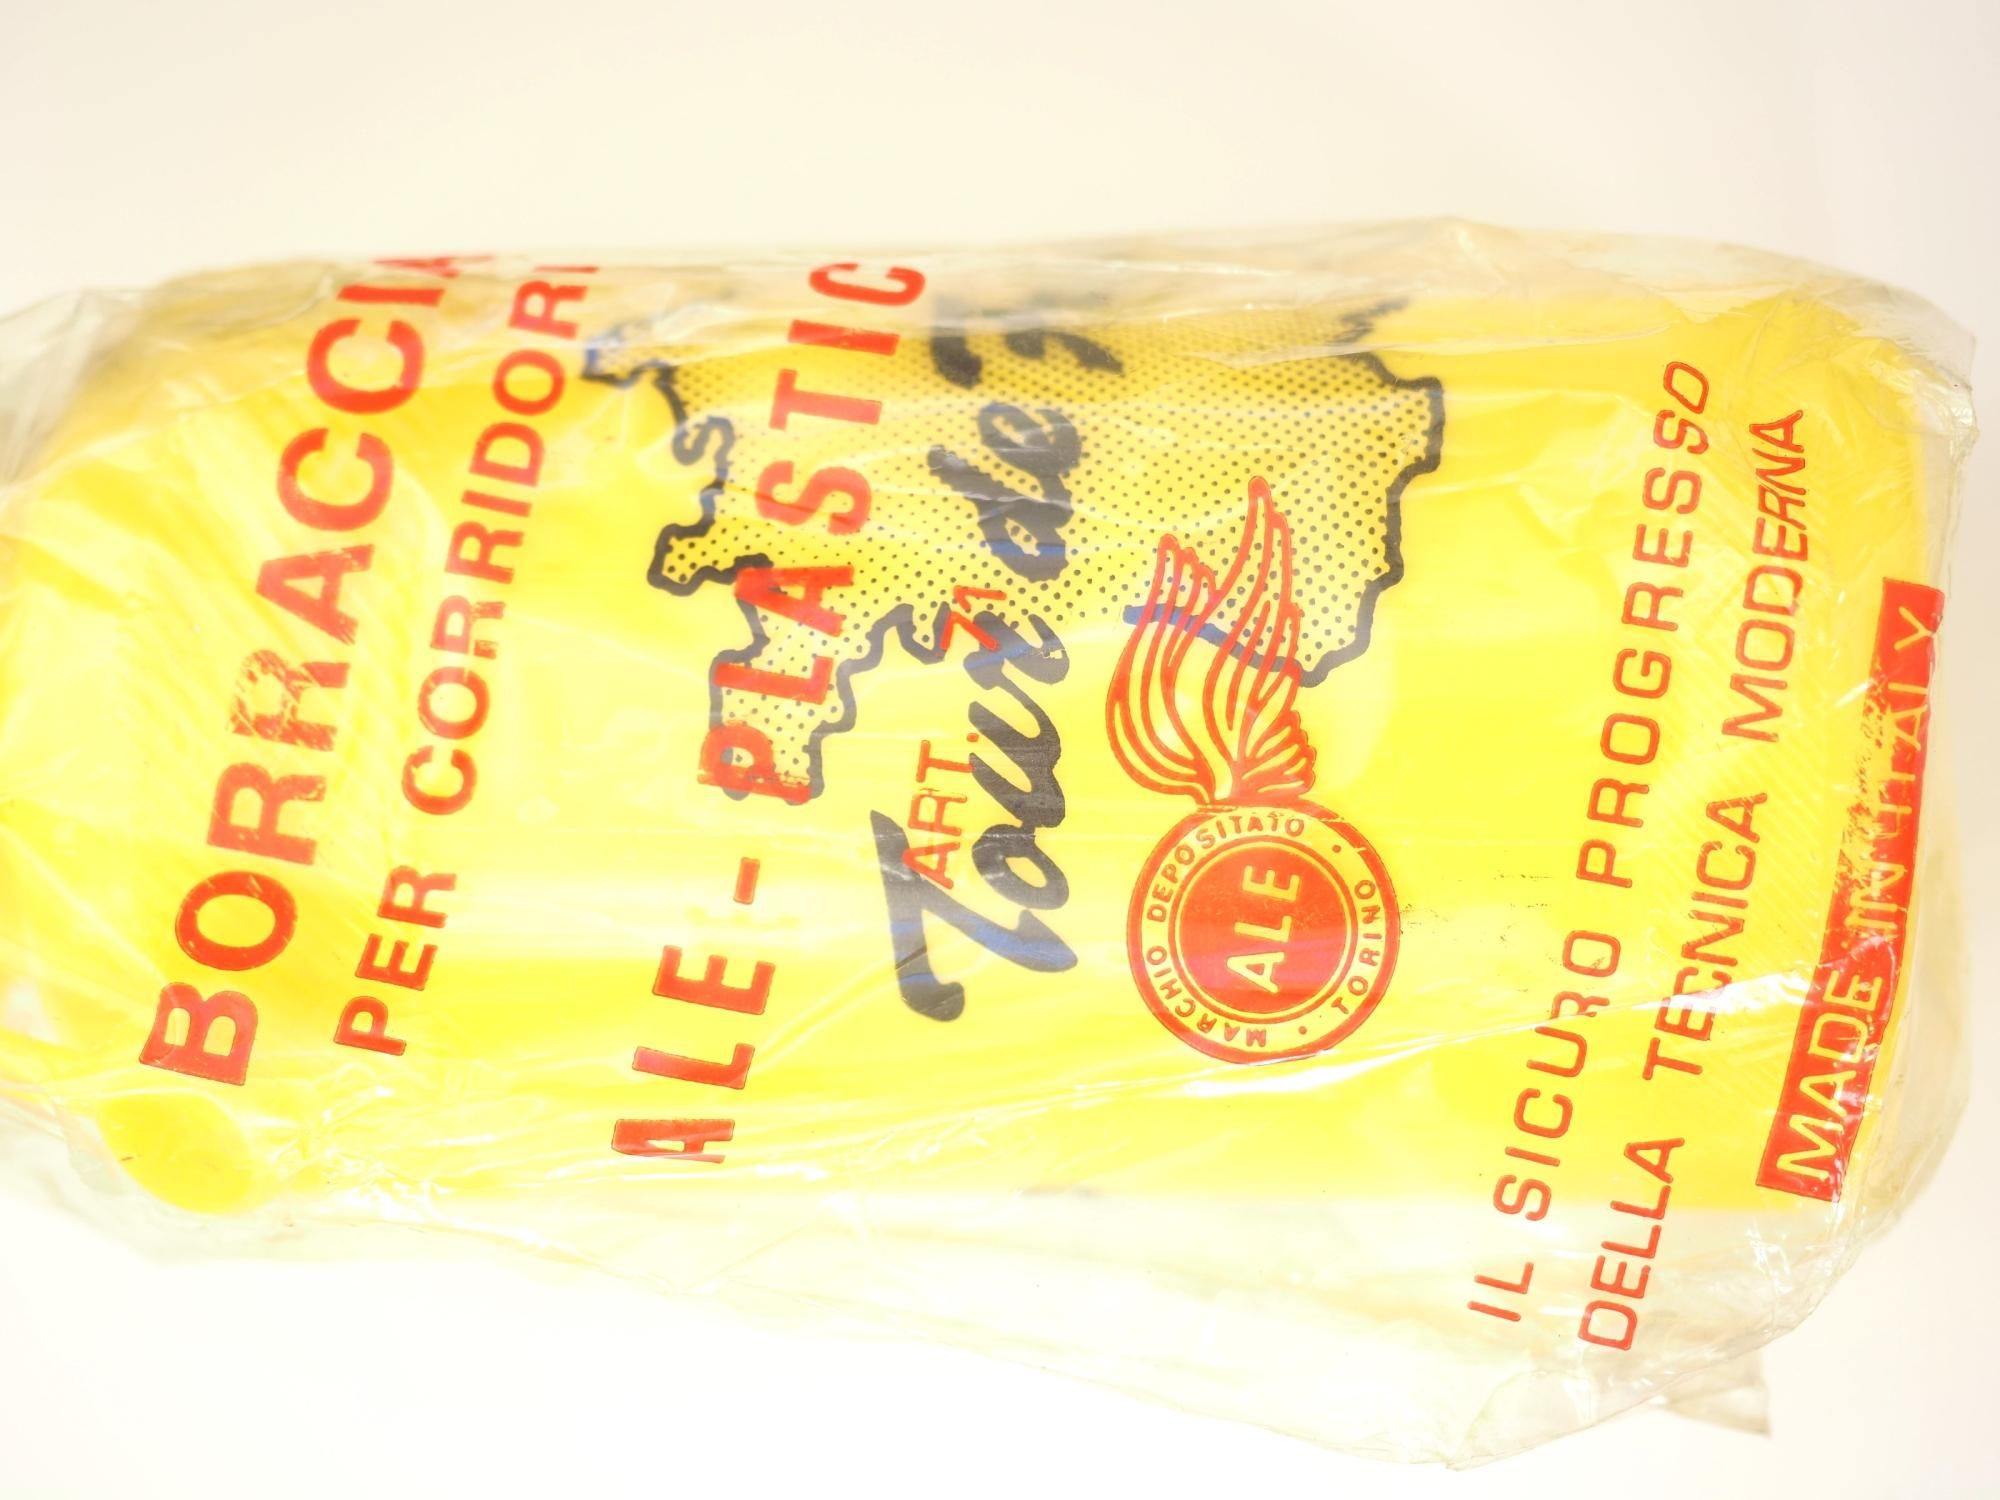 BORRACCIA
PER CORRIDORI
ALE - PLASTIC
ART. 71
Tour de
MARCHIO DEPOSITATO • TORINO •
ALE
IL SICURO PROGRESSO
DELLA TECNICA MODERNA
MADE IN ITALY